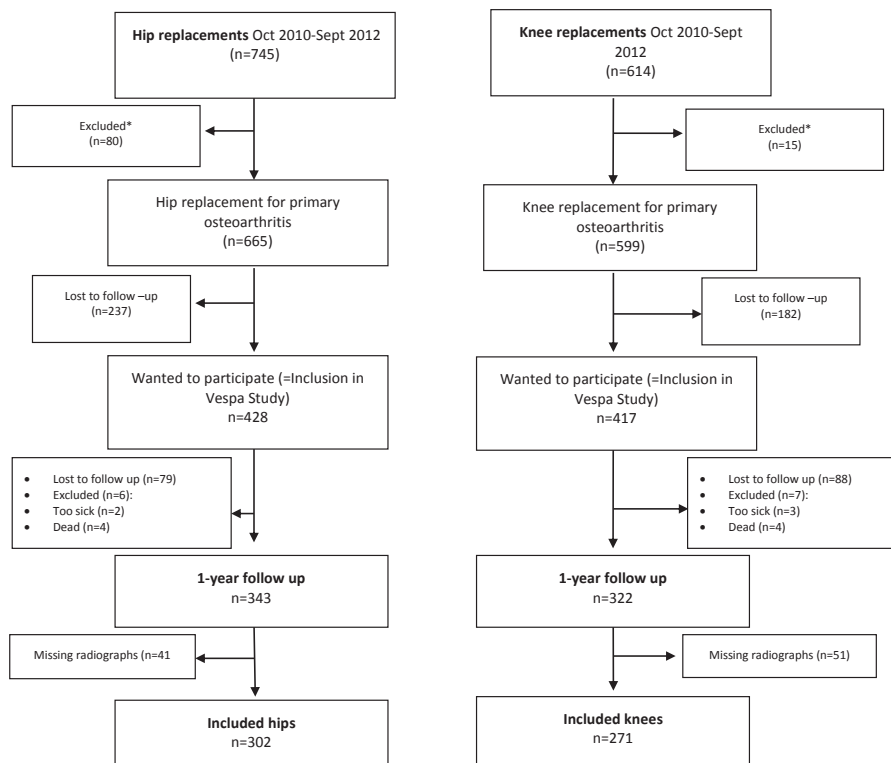 Hip replacements Oct 2010-Sept 2012
(n=745)
Excluded*
(n=80)
Hip replacement for primary
osteoarthritis
(n=665)
Lost to follow –up
(n=237)
Wanted to participate (=Inclusion in
Vespa Study)
n=428
• Lost to follow up (n=79)
• Excluded (n=6):
• Too sick (n=2)
• Dead (n=4)
1-year follow up
n=343
Missing radiographs (n=41
Included hips
n=302
Knee replacements Oct 2010-Sept
2012
(n=614)
Excluded*
(n=15)
Knee replacement for primary
osteoarthritis
(n=599)
Lost to follow –up
(n=182)
Wanted to participate (=Inclusion in
Vespa Study)
n=417
• Lost to follow up (n=88)
• Excluded (n=7):
• Too sick (n=3)
• Dead (n=4)
1-year follow up
n=322
Missing radiographs (n=51)
Included knees
n=271